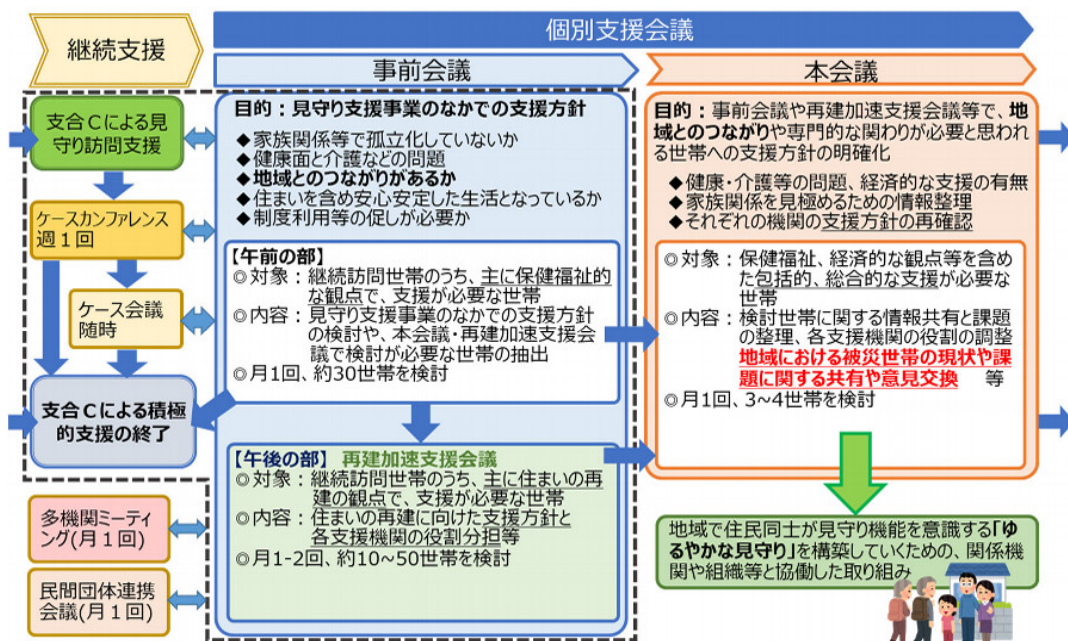 継続支援
個別支援会議
事前会議
本会議
支合Cによる見
守り訪問支援
ケースカンファレンス
週1回
ケース会議
随時
支合Cによる積極
的支援の終了
多機関ミーティ
ング(月1回)
民間団体連携
会議(月1回)
目的：見守り支援事業のなかでの支援方針
◆家族関係等で孤立化していないか
◆健康面と介護などの問題
◆地域とのつながりがあるか
◆住まいを含め安心安定した生活となっているか
◆制度利用等の促しが必要か
【午前の部】
◎対象：継続訪問世帯のうち、主に保健福祉的
な観点で、支援が必要な世帯
◎内容：見守り支援事業のなかでの支援方針
の検討や、本会議・再建加速支援会
議で検討が必要な世帯の抽出
◎月1回、約30世帯を検討
【午後の部】 再建加速支援会議
◎対象：継続訪問世帯のうち、主に住まいの再
建の観点で、支援が必要な世帯
◎内容：住まいの再建に向けた支援方針と
各支援機関の役割分担等
◎月1-2回、約10~50世帯を検討
目的：事前会議や再建加速支援会議等で、地
域とのつながりや専門的な関わりが必要と思われ
る世帯への支援方針の明確化
◆健康・介護等の問題、経済的な支援の有無
◆家族関係を見極めるための情報整理
◆それぞれの機関の支援方針の再確認
◎対象：保健福祉、経済的な観点等を含め
た包括的、総合的な支援が必要な
世帯
◎内容：検討世帯に関する情報共有と課題
の整理、各支援機関の役割の調整
地域における被災世帯の現状や課
題に関する共有や意見交換 等
◎月1回、3~4世帯を検討
地域で住民同士が見守り機能を意識する「ゆ
るやかな見守り」を構築していくための、関係機
関や組織等と協働した取り組み